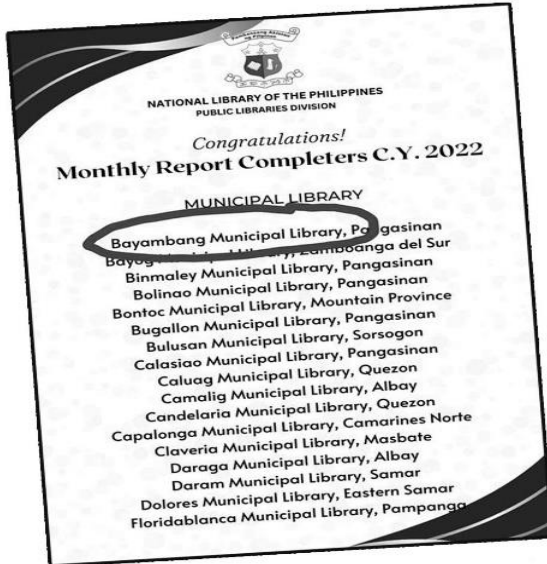 NATIONAL LIBRARY OF THE PHILIPPINES
PUBLIC LIBRARIES DIVISION
Congratulations!
Monthly Report Completers C.Y. 2022
MUNICIPAL LIBRARY
Bayambang Municipal Library, Pangasinan
Bayog Municipal Library, Zamboanga del Sur
Binmaley Municipal Library, Pangasinan
Bolinao Municipal Library, Pangasinan
Bontoc Municipal Library, Mountain Province
Bugallon Municipal Library, Pangasinan
Bulusan Municipal Library, Sorsogon
Calasiao Municipal Library, Pangasinan
Caluag Municipal Library, Quezon
Camalig Municipal Library, Albay
Candelaria Municipal Library, Quezon
Capalonga Municipal Library, Camarines Norte
Claveria Municipal Library, Masbate
Daraga Municipal Library, Albay
Daram Municipal Library, Samar
Dolores Municipal Library, Eastern Samar
Floridablanca Municipal Library, Pampanga